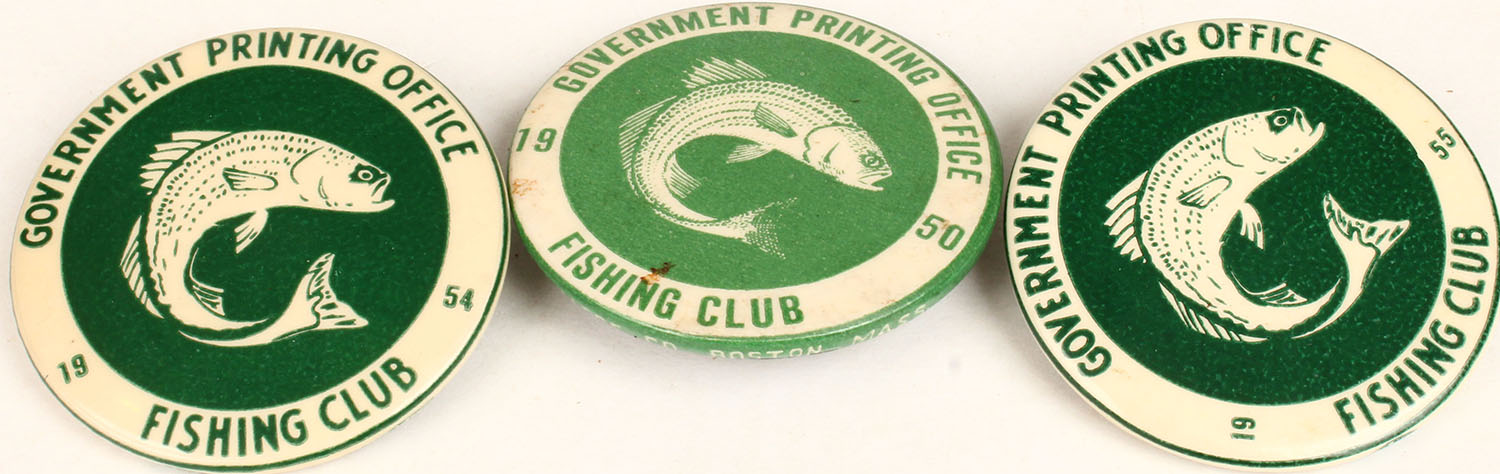 GOVERNMENT PRINTING OFFICE
19 54
FISHING CLUB
GOVERNMENT PRINTING OFFICE
19 50
FISHING CLUB
BOSTON MASS
GOVERNMENT PRINTING OFFICE
19 55
FISHING CLUB